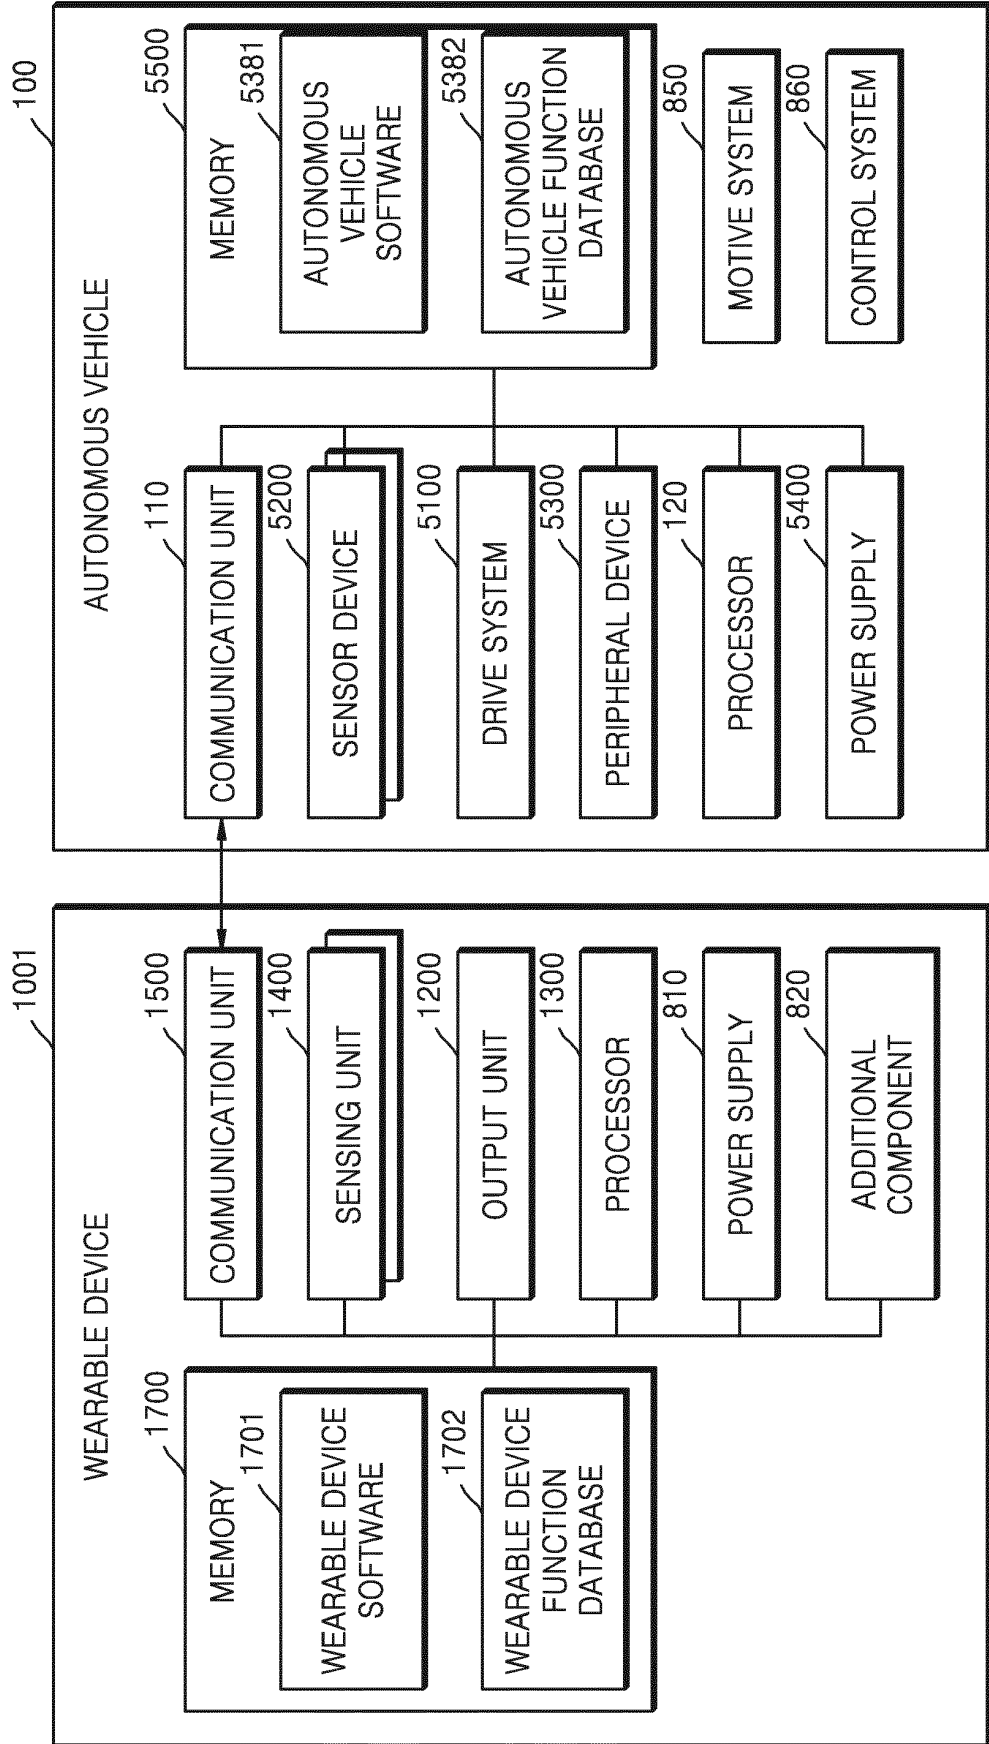 1001
WEARABLE DEVICE
1700
MEMORY
1701
WEARABLE DEVICE
SOFTWARE
1702
WEARABLE DEVICE
FUNCTION
DATABASE
1500
COMMUNICATION UNIT
1400
SENSING UNIT
1200
OUTPUT UNIT
1300
PROCESSOR
810
POWER SUPPLY
820
ADDITIONAL
COMPONENT
100
AUTONOMOUS VEHICLE
110
COMMUNICATION UNIT
5200
SENSOR DEVICE
5100
DRIVE SYSTEM
5300
PERIPHERAL DEVICE
120
PROCESSOR
5400
POWER SUPPLY
5500
MEMORY
5381
AUTONOMOUS
VEHICLE
SOFTWARE
5382
AUTONOMOUS
VEHICLE FUNCTION
DATABASE
850
MOTIVE SYSTEM
860
CONTROL SYSTEM